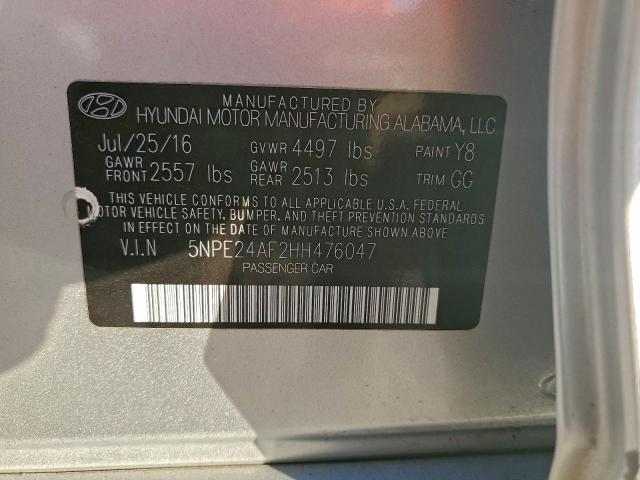 MANUFACTURED BY
HYUNDAI MOTOR MANUFACTURING ALABAMA, LLC
Jul/25/16 GVWR 4497 lbs PAINT Y8
GAWR FRONT 2557 lbs GAWR REAR 2513 lbs TRIM GG
THIS VEHICLE CONFORMS TO ALL APPLICABLE U.S.A. FEDERAL
MOTOR VEHICLE SAFETY, BUMPER, AND THEFT PREVENTION STANDARDS
IN EFFECT ON THE DATE OF MANUFACTURE SHOWN ABOVE.
V.I.N 5NPE24AF2HH476047
PASSENGER CAR